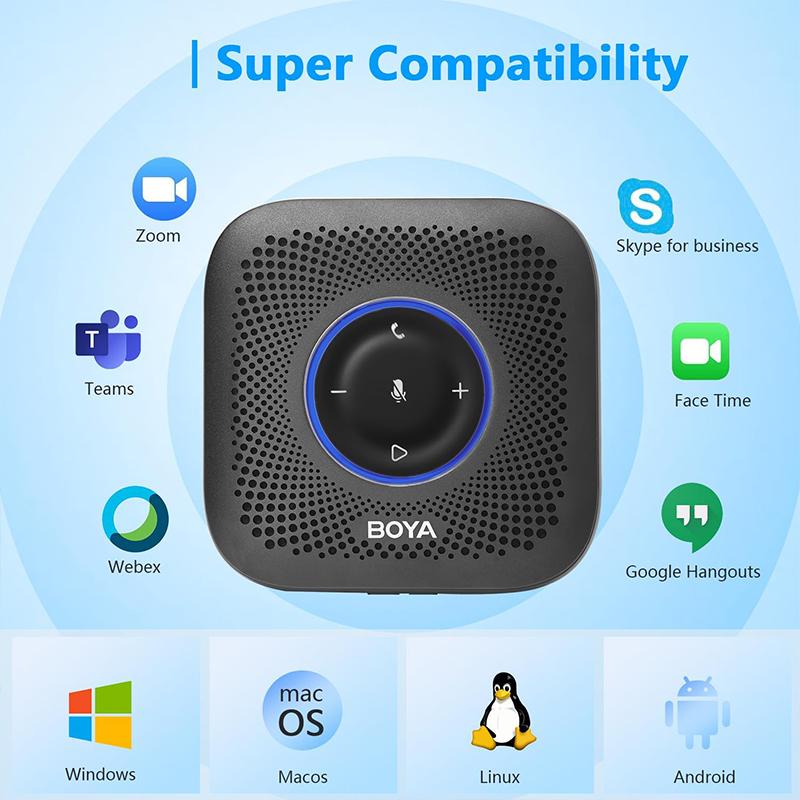 | Super Compatibility
Zoom
Skype for business
T
S
Teams
Face Time
Webex
Google Hangouts
BOYA
mac
OS
Windows
Macos
Linux
Android